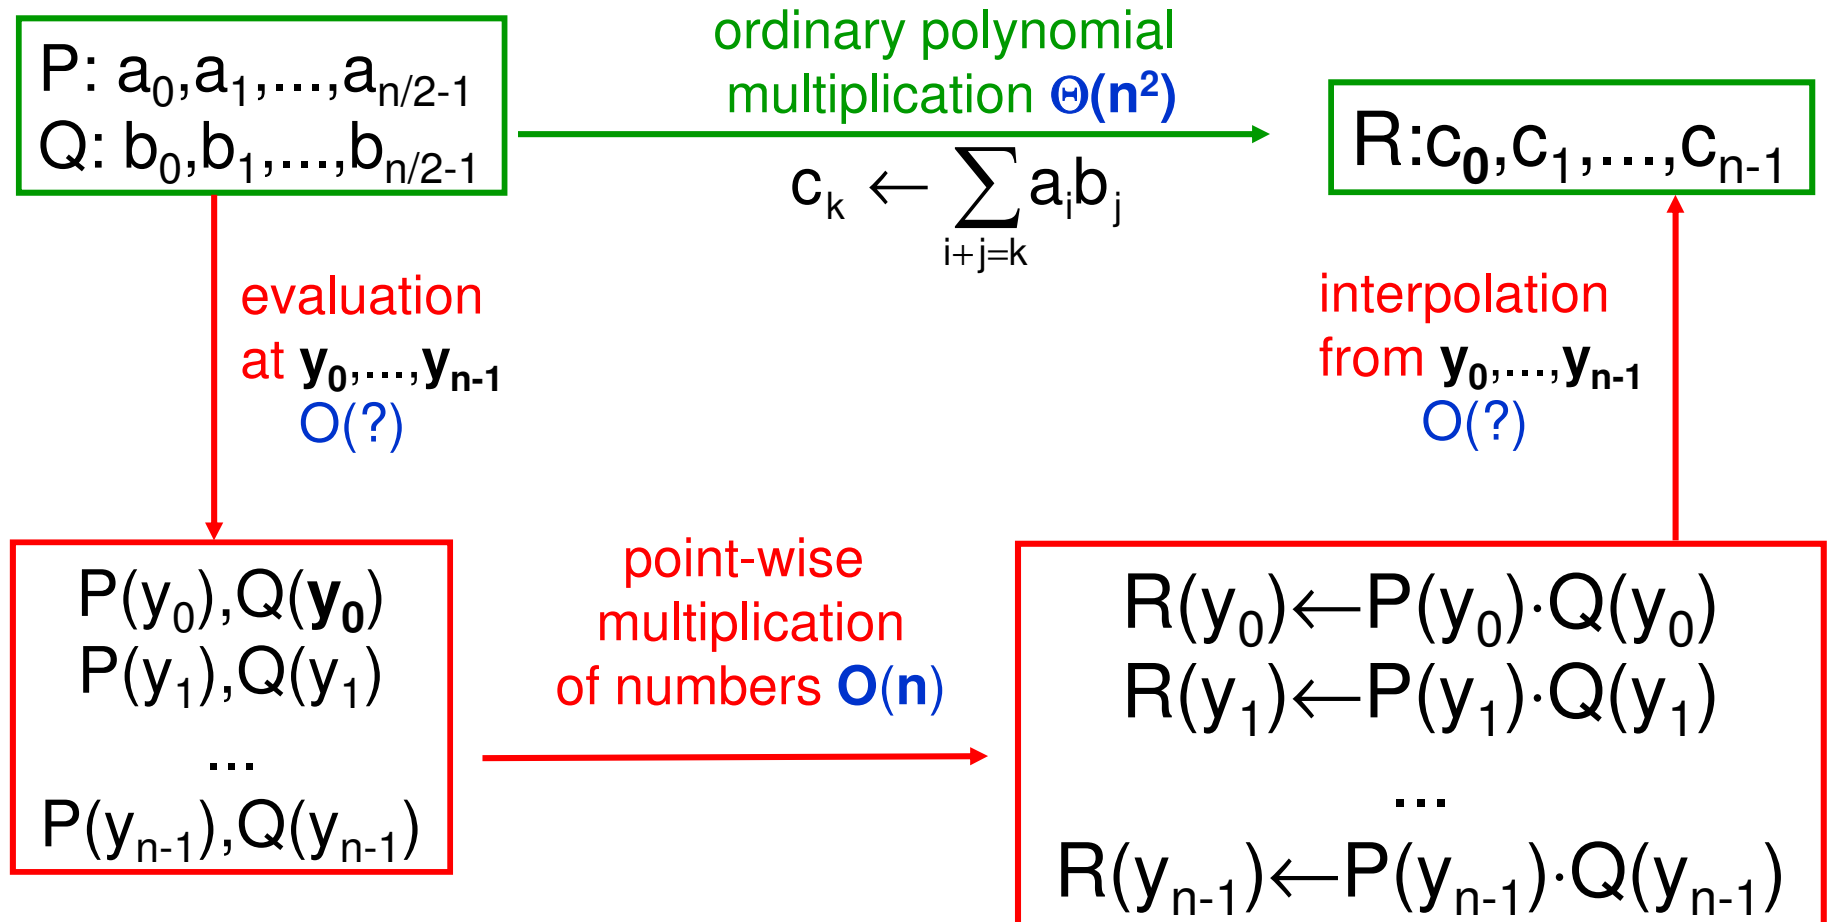 P: a₀,a₁,...,aₙ/₂₋₁
Q: b₀,b₁,...,bₙ/₂₋₁
ordinary polynomial
multiplication Θ(n²)
cₖ ← ∑ aᵢbⱼ
i+j=k
R:c₀,c₁,...,cₙ₋₁
evaluation
at y₀,...,yₙ₋₁
O(?)
interpolation
from y₀,...,yₙ₋₁
O(?)
P(y₀),Q(y₀)
P(y₁),Q(y₁)
...
P(yₙ₋₁),Q(yₙ₋₁)
point-wise
multiplication
of numbers O(n)
R(y₀)←P(y₀)·Q(y₀)
R(y₁)←P(y₁)·Q(y₁)
...
R(yₙ₋₁)←P(yₙ₋₁)·Q(yₙ₋₁)